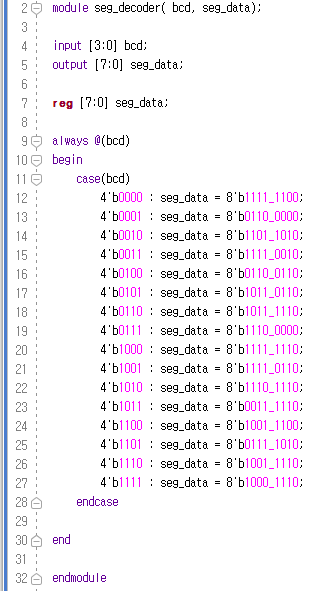 2 module seg_decoder( bcd, seg_data);
3
4 input [3:0] bcd;
5 output [7:0] seg_data;
6
7 reg [7:0] seg_data;
8
9 always @(bcd)
10 begin
11 case(bcd)
12 4'b0000 : seg_data = 8'b1111_1100;
13 4'b0001 : seg_data = 8'b0110_0000;
14 4'b0010 : seg_data = 8'b1101_1010;
15 4'b0011 : seg_data = 8'b1111_0010;
16 4'b0100 : seg_data = 8'b0110_0110;
17 4'b0101 : seg_data = 8'b1011_0110;
18 4'b0110 : seg_data = 8'b1011_1110;
19 4'b0111 : seg_data = 8'b1110_0000;
20 4'b1000 : seg_data = 8'b1111_1110;
21 4'b1001 : seg_data = 8'b1111_0110;
22 4'b1010 : seg_data = 8'b1110_1110;
23 4'b1011 : seg_data = 8'b0011_1110;
24 4'b1100 : seg_data = 8'b1001_1100;
25 4'b1101 : seg_data = 8'b0111_1010;
26 4'b1110 : seg_data = 8'b1001_1110;
27 4'b1111 : seg_data = 8'b1000_1110;
28 endcase
29
30 end
31
32 endmodule